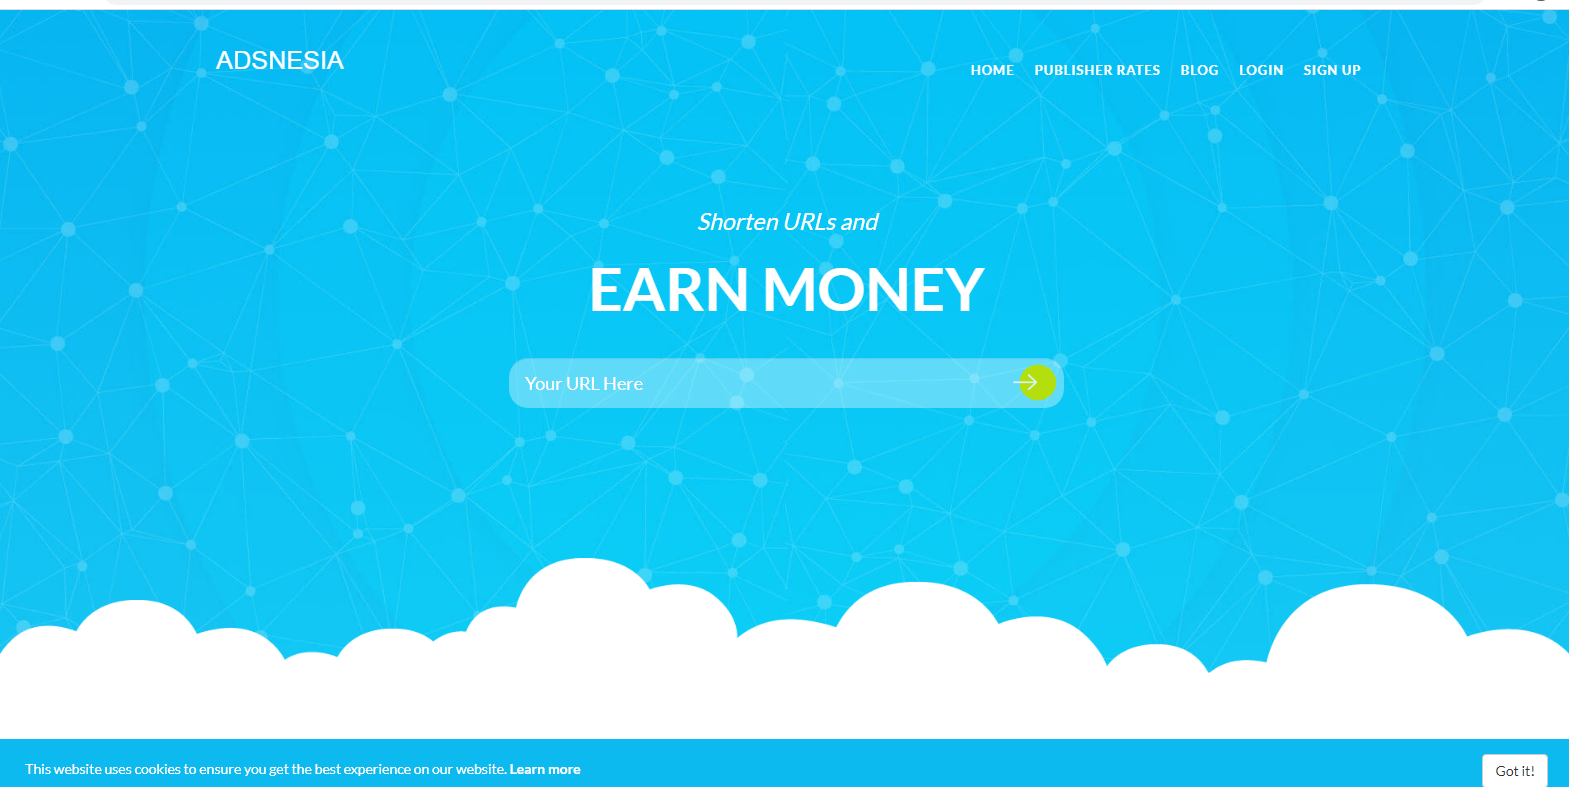 ADSNESIA
HOME PUBLISHER RATES BLOG LOGIN SIGN UP
Shorten URLs and
EARN MONEY
Your URL Here
This website uses cookies to ensure you get the best experience on our website. Learn more
Got it!